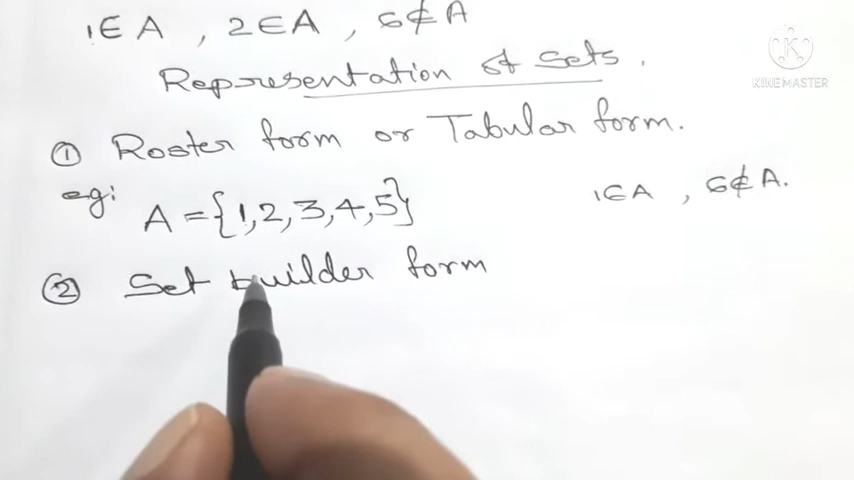 1∈ A , 2∈A , 6∉A
Representation of Sets.
KINEMASTER
① Roster form or Tabular form.
eg: A = {1,2,3,4,5} 1∈A , 6∉A.
② Set builder form